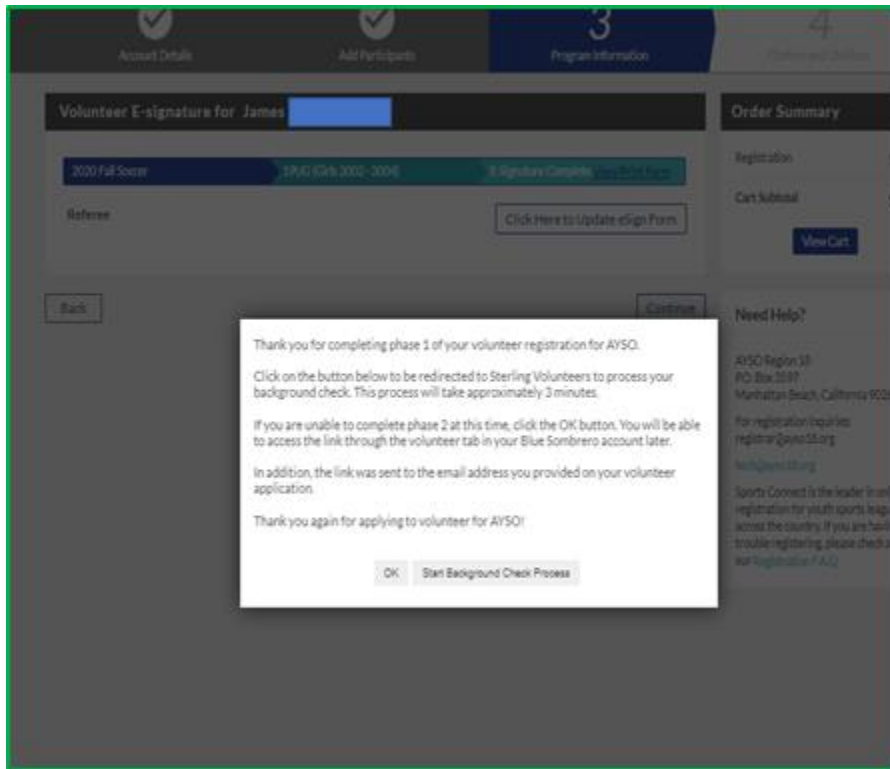 3
4
Account Details
Add Participants
Program Information
Volunteer E-signature for James
Order Summary
2020 Fall Soccer
E-Signature Complete
Registration
Referee
Click Here to Update eSign Form
Cart Subtotal
View Cart
Back
Continue
Need Help?
Thank you for completing phase 1 of your volunteer registration for AYSO.
Click on the button below to be redirected to Sterling Volunteers to process your
background check. This process will take approximately 3 minutes.
If you are unable to complete phase 2 at this time, click the OK button. You will be able
to access the link through the volunteer tab in your Blue Sombrero account later.
In addition, the link was sent to the email address you provided on your volunteer
application.
Thank you again for applying to volunteer for AYSO!
OK
Start Background Check Process
AYSO Region 18
P.O. Box 3597
Manhattan Beach, California
For registration inquiries
registrar@ayso18.org
Sports Connect is the leader in
registration for youth sports
across the country. If you are
trouble registering, please check
our Registration F.A.Q